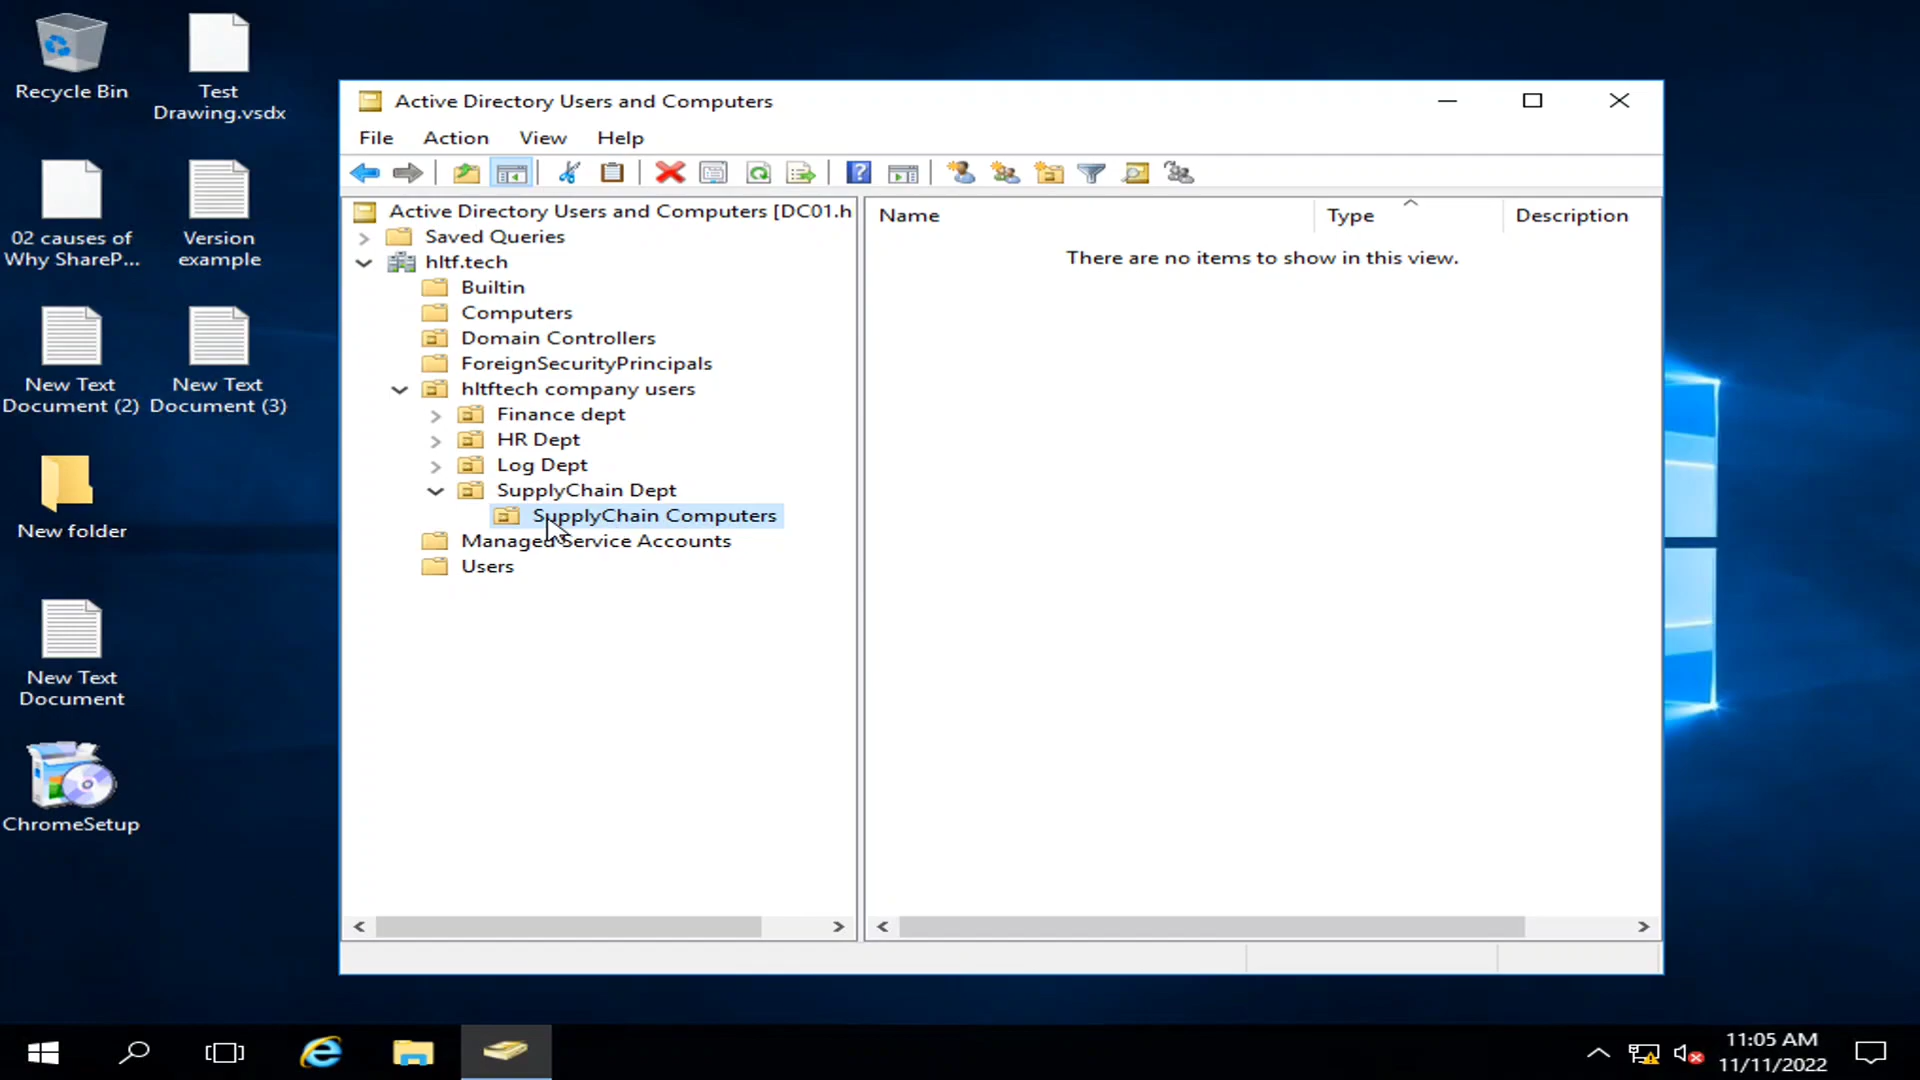 Recycle Bin
Test
Drawing.vsdx
02 causes of
Why ShareP...
Version
example
New Text
Document (2)
New Text
Document (3)
New folder
New Text
Document
ChromeSetup
Active Directory Users and Computers
File Action View Help
Active Directory Users and Computers [DC01.h
Saved Queries
hltf.tech
Builtin
Computers
Domain Controllers
ForeignSecurityPrincipals
hltftech company users
Finance dept
HR Dept
Log Dept
SupplyChain Dept
SupplyChain Computers
Managed Service Accounts
Users
Name Type Description
There are no items to show in this view.
11:05 AM
11/11/2022